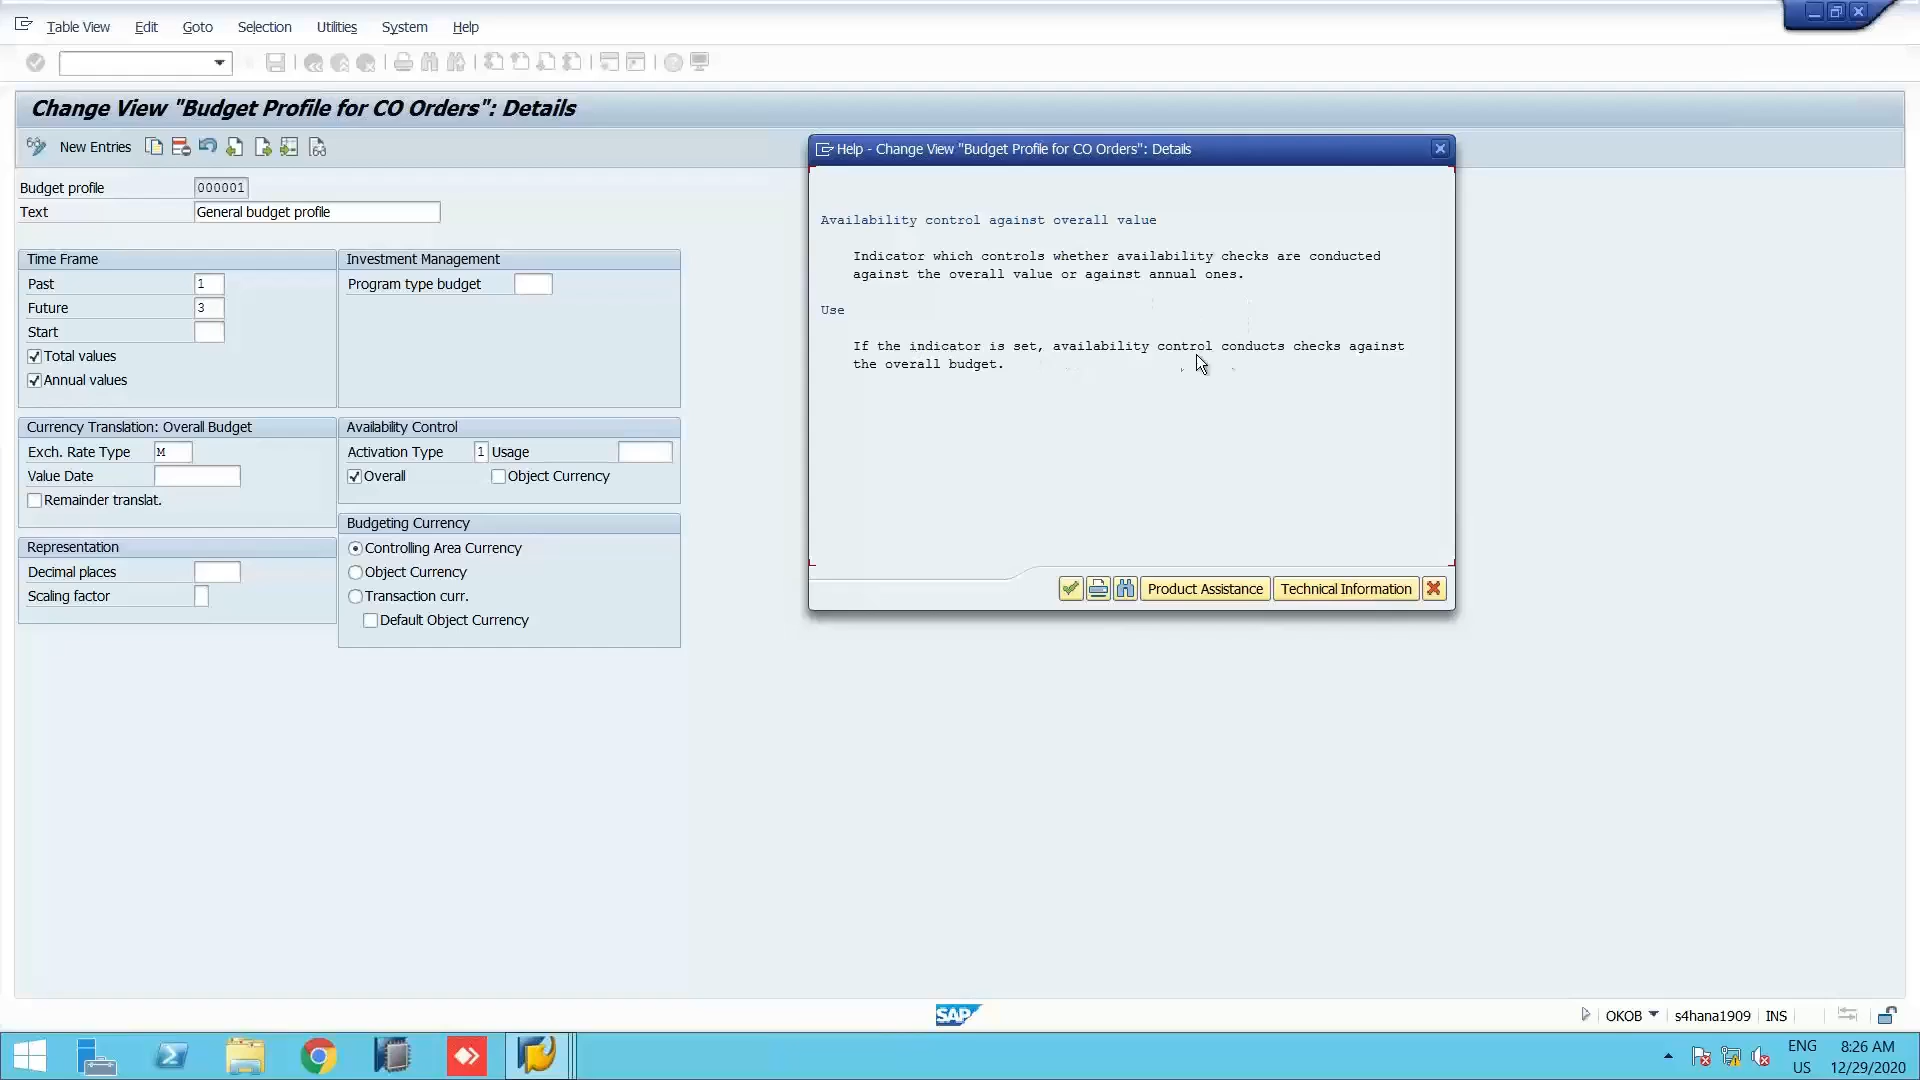 Table View Edit Goto Selection Utilities System Help
Change View "Budget Profile for CO Orders": Details
New Entries
Budget profile 000001
Text General budget profile
Time Frame
Past 1
Future 3
Start
Total values
Annual values
Investment Management
Program type budget
Currency Translation: Overall Budget
Exch. Rate Type M
Value Date
Remainder translat.
Availability Control
Activation Type 1 Usage
Overall Object Currency
Representation
Decimal places
Scaling factor
Budgeting Currency
Controlling Area Currency
Object Currency
Transaction curr.
Default Object Currency
Help - Change View "Budget Profile for CO Orders": Details
Availability control against overall value
Indicator which controls whether availability checks are conducted
against the overall value or against annual ones.
Use
If the indicator is set, availability control conducts checks against
the overall budget.
Product Assistance Technical Information
SAP
OKOB s4hana1909 INS
ENG 8:26 AM
US 12/29/2020